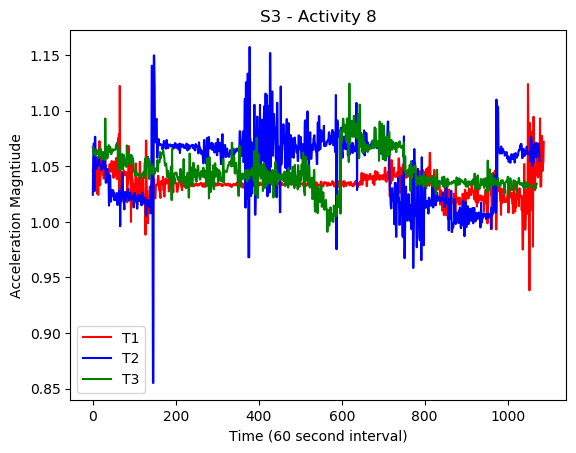 S3 - Activity 8
Acceleration Magntiude
1.15
1.10
1.05
1.00
0.95
0.90
0.85
T1
T2
T3
0 200 400 600 800 1000
Time (60 second interval)